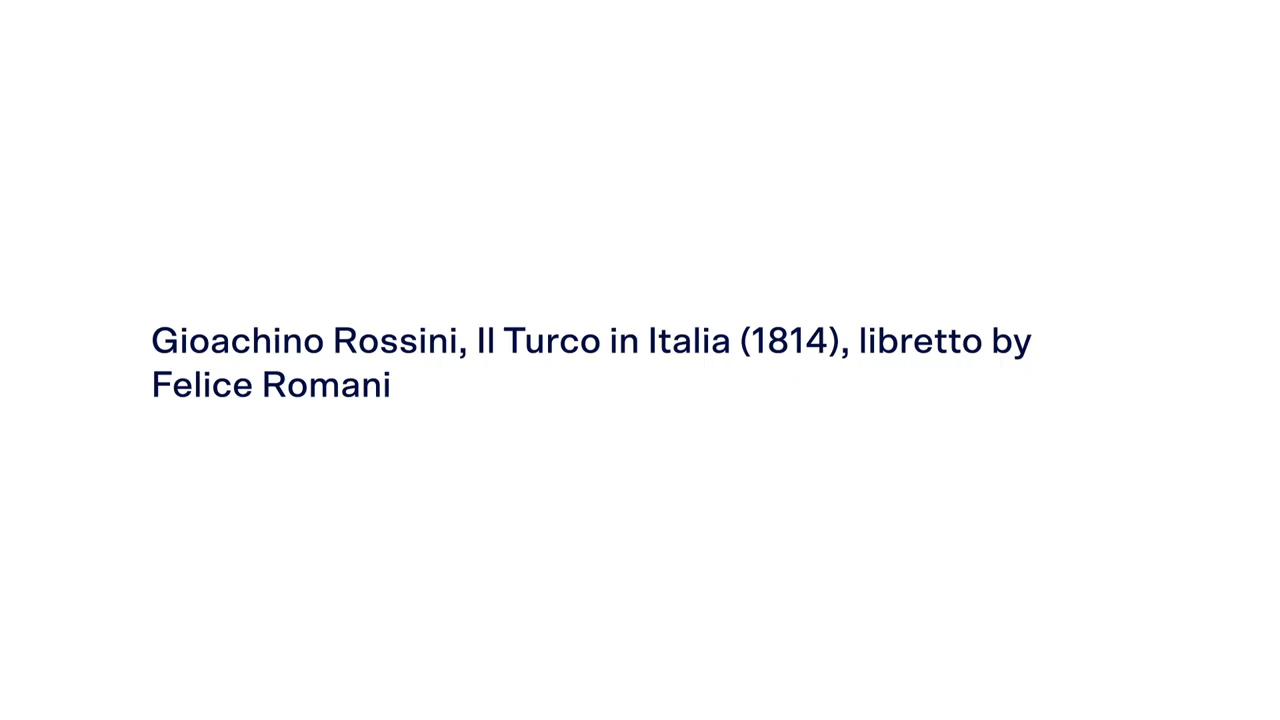 Gioachino Rossini, Il Turco in Italia (1814), libretto by
Felice Romani